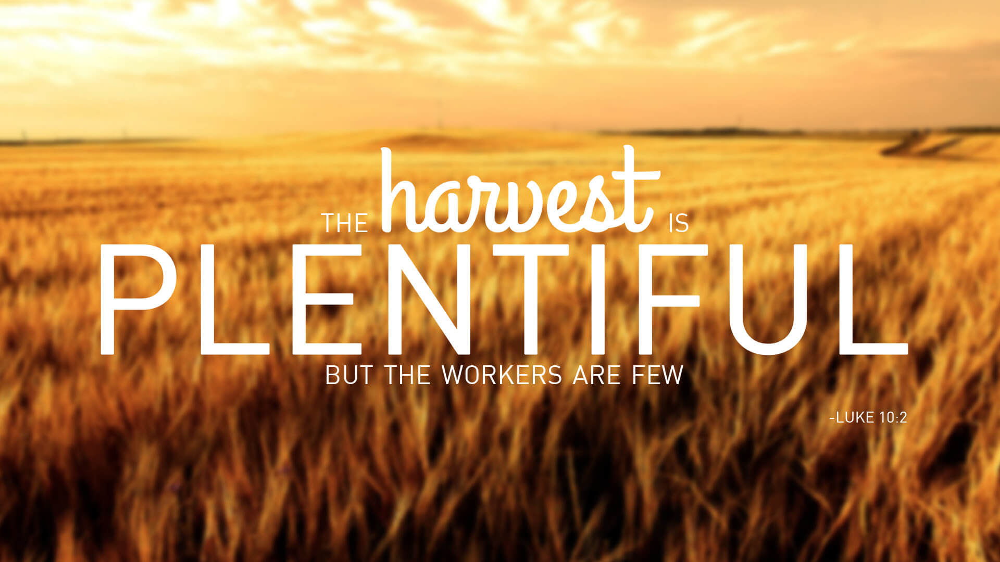 THE harvest IS
PLENTIFUL
BUT THE WORKERS ARE FEW
-LUKE 10:2